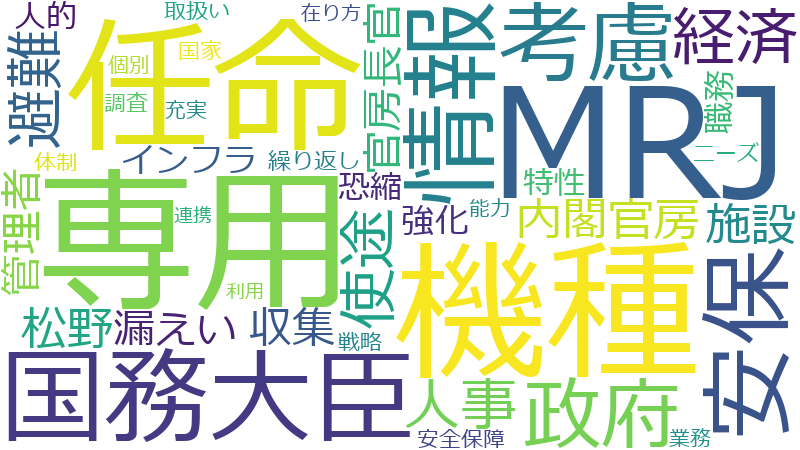 人的
取扱い
在り方
任命
国家
個別
調査
充実
避難
体制
インフラ
繰り返し
官房長官
情報
考慮
経済
MRJ
職務
ニーズ
特性
恐縮
強化
能力
内閣官房
施設
管理者
専用
連携
利用
使途
機種
安保
松野
漏えい
収集
戦略
国務大臣
人事
政府
安全保障
業務